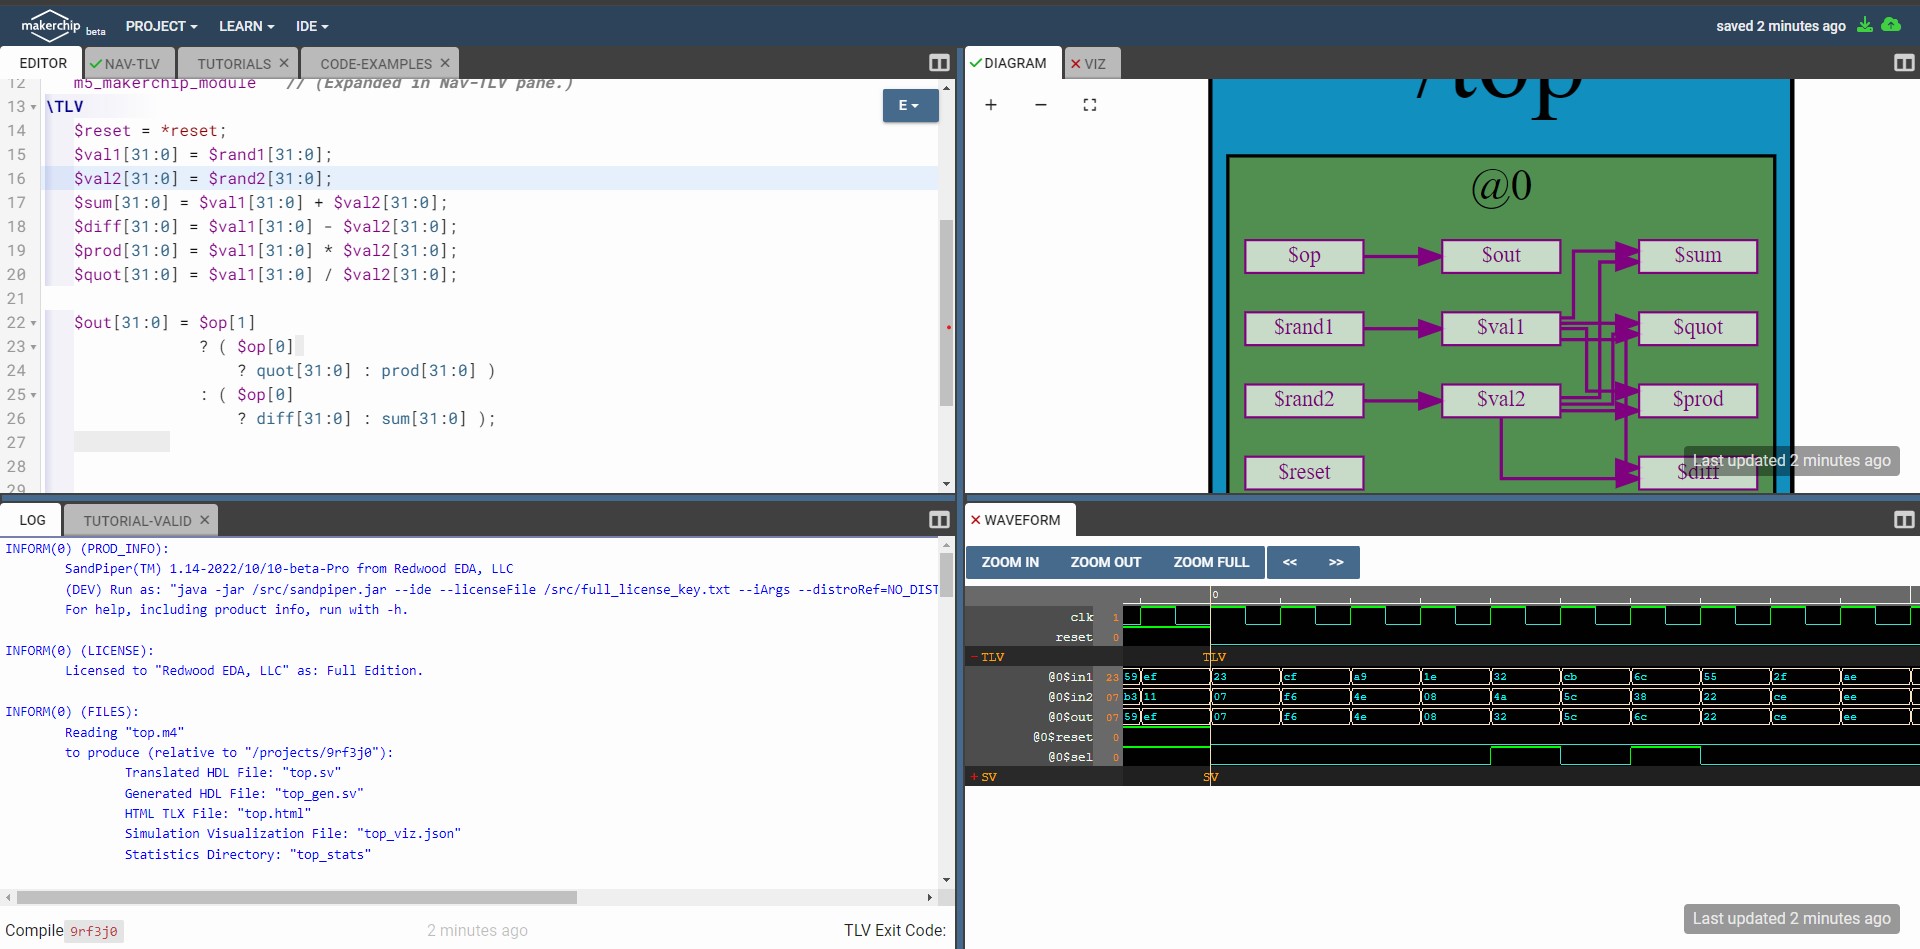 makerchip beta PROJECT LEARN IDE saved 2 minutes ago
EDITOR NAV-TLV TUTORIALS CODE-EXAMPLES
12 m5_makerchip_module // (Expanded in Nav-TLV pane.)
13 \TLV
E
14 $reset = *reset;
15 $val1[31:0] = $rand1[31:0];
16 $val2[31:0] = $rand2[31:0];
17 $sum[31:0] = $val1[31:0] + $val2[31:0];
18 $diff[31:0] = $val1[31:0] - $val2[31:0];
19 $prod[31:0] = $val1[31:0] * $val2[31:0];
20 $quot[31:0] = $val1[31:0] / $val2[31:0];
21
22 $out[31:0] = $op[1]
23 ? ( $op[0]
24 ? quot[31:0] : prod[31:0] )
25 : ( $op[0]
26 ? diff[31:0] : sum[31:0] );
27
28
29
DIAGRAM VIZ
+ −
/top
@0
$op $out $sum
$rand1 $val1 $quot
$rand2 $val2 $prod
$reset $diff
Last updated 2 minutes ago
LOG TUTORIAL-VALID
INFORM(0) (PROD_INFO):
SandPiper(TM) 1.14-2022/10/10-beta-Pro from Redwood EDA, LLC
(DEV) Run as: "java -jar /src/sandpiper.jar --ide --licenseFile /src/full_license_key.txt --iArgs --distroRef=NO_DIST
For help, including product info, run with -h.
INFORM(0) (LICENSE):
Licensed to "Redwood EDA, LLC" as: Full Edition.
INFORM(0) (FILES):
Reading "top.m4"
to produce (relative to "/projects/9rf3j0"):
Translated HDL File: "top.sv"
Generated HDL File: "top_gen.sv"
HTML TLX File: "top.html"
Simulation Visualization File: "top_viz.json"
Statistics Directory: "top_stats"
Compile 9rf3j0 2 minutes ago TLV Exit Code:
WAVEFORM
ZOOM IN ZOOM OUT ZOOM FULL << >>
0
clk 1
reset 0
- TLV TLV
@0$in1 23 59 ef 23 cf a9 1e 32 cb 6c 55 2f ae
@0$in2 07 b3 11 07 f6 4e 08 4a 5c 38 22 ce ee
@0$out 07 59 ef 07 f6 4e 08 32 5c 6c 22 ce ee
@0$reset 0
@0$sel 0
+ SV SV
Last updated 2 minutes ago